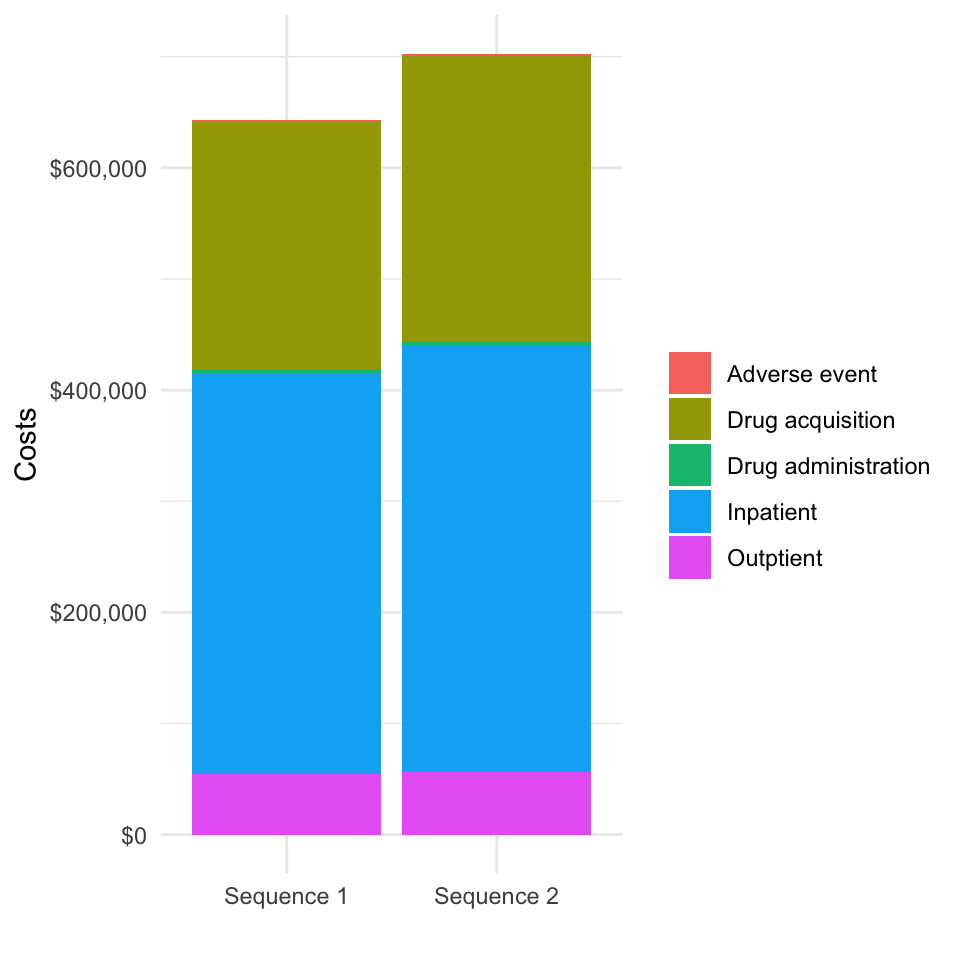 Costs
$600,000
$400,000
$200,000
$0
Sequence 1
Sequence 2
Adverse event
Drug acquisition
Drug administration
Inpatient
Outptient